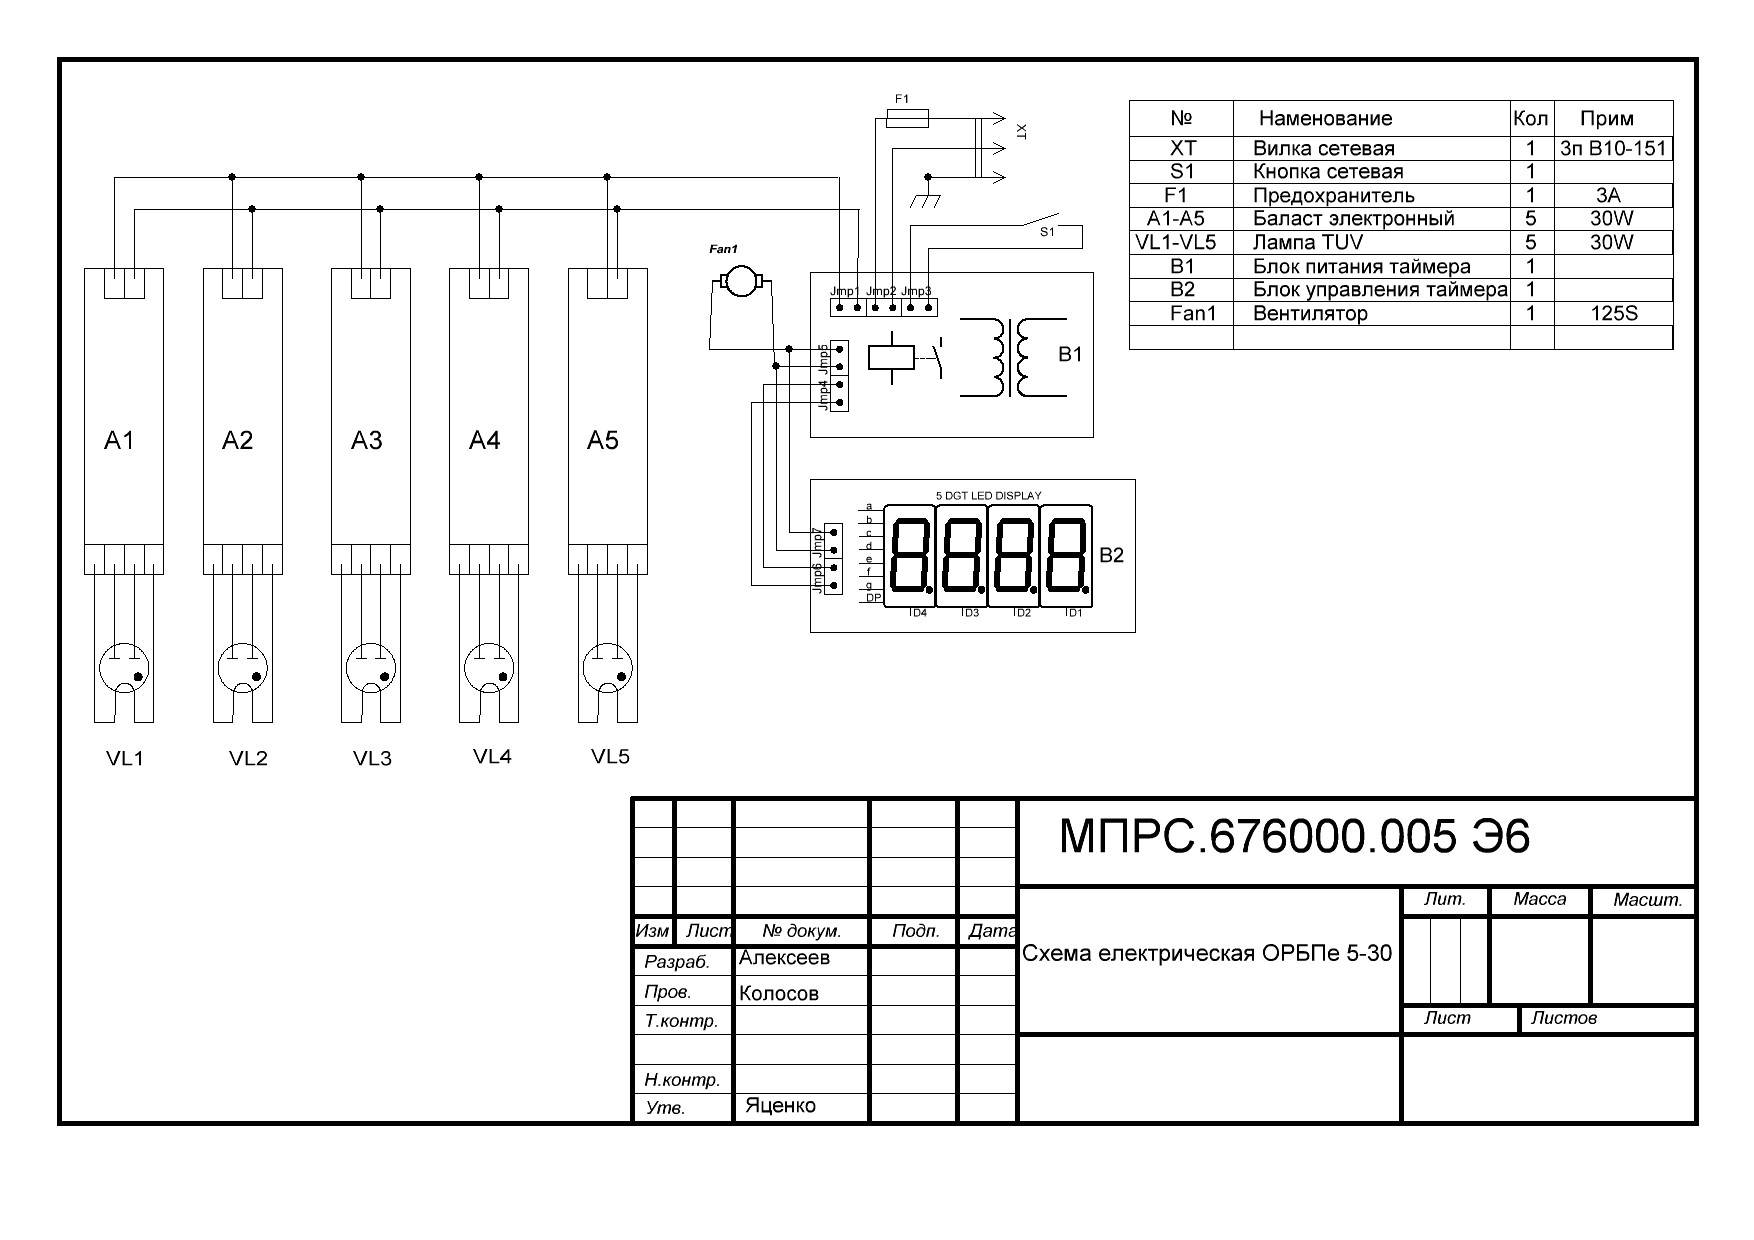 F1
XT
S1
Fan1
Jmp1 Jmp2 Jmp3
Jmp5
Jmp4
B1
A1 A2 A3 A4 A5
5 DGT LED DISPLAY
a
b
c
d
e
f
g
DP
Jmp7
Jmp6
D4 D3 D2 D1
B2
VL1 VL2 VL3 VL4 VL5
№ Наменование Кол Прим
XT Вилка сетевая 1 3п В10-151
S1 Кнопка сетевая 1
F1 Предохранитель 1 3А
A1-A5 Баласт электронный 5 30W
VL1-VL5 Лампа TUV 5 30W
B1 Блок питания таймера 1
B2 Блок управления таймера 1
Fan1 Вентилятор 1 125S
МПРС.676000.005 Э6
Изм Лист № докум. Подп. Дата
Разраб. Алексеев
Пров. Колосов
Т.контр.
Н.контр.
Утв. Яценко
Схема електрическая ОРБПе 5-30
Лит. Масса Масшт.
Лист Листов